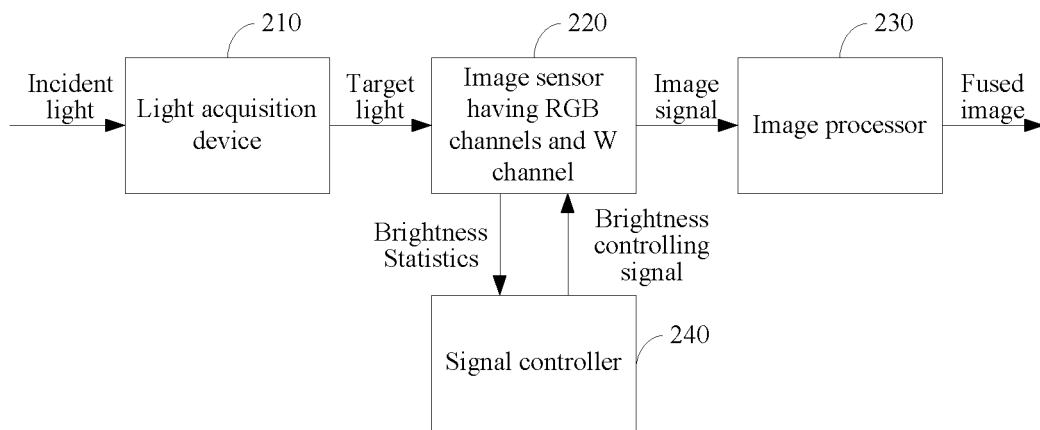 210
220
230
Incident
light
Light acquisition
device
Target
light
Image sensor
having RGB
channels and W
channel
Image
signal
Image processor
Fused
image
Brightness
Statistics
Brightness
controlling
signal
240
Signal controller